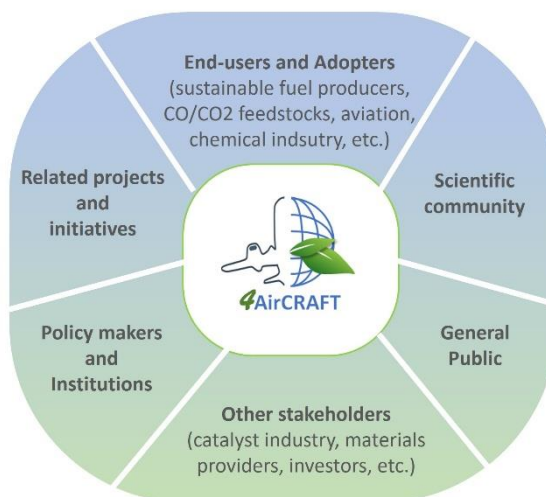 End-users and Adopters
(sustainable fuel producers,
CO/CO2 feedstocks, aviation,
chemical indsutry, etc.)
Related projects
and
initiatives
Scientific
community
4AirCRAFT
Policy makers
and
Institutions
General
Public
Other stakeholders
(catalyst industry, materials
providers, investors, etc.)